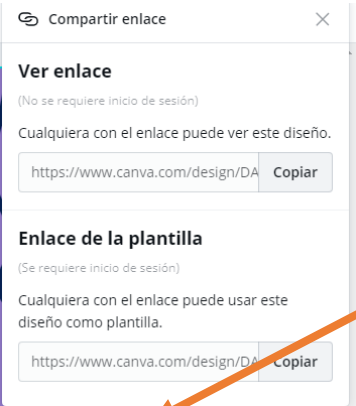 Compartir enlace
Ver enlace
(No se requiere inicio de sesión)
Cualquiera con el enlace puede ver este diseño.
https://www.canva.com/design/DA Copiar
Enlace de la plantilla
(Se requiere inicio de sesión)
Cualquiera con el enlace puede usar este
diseño como plantilla.
https://www.canva.com/design/DA Copiar